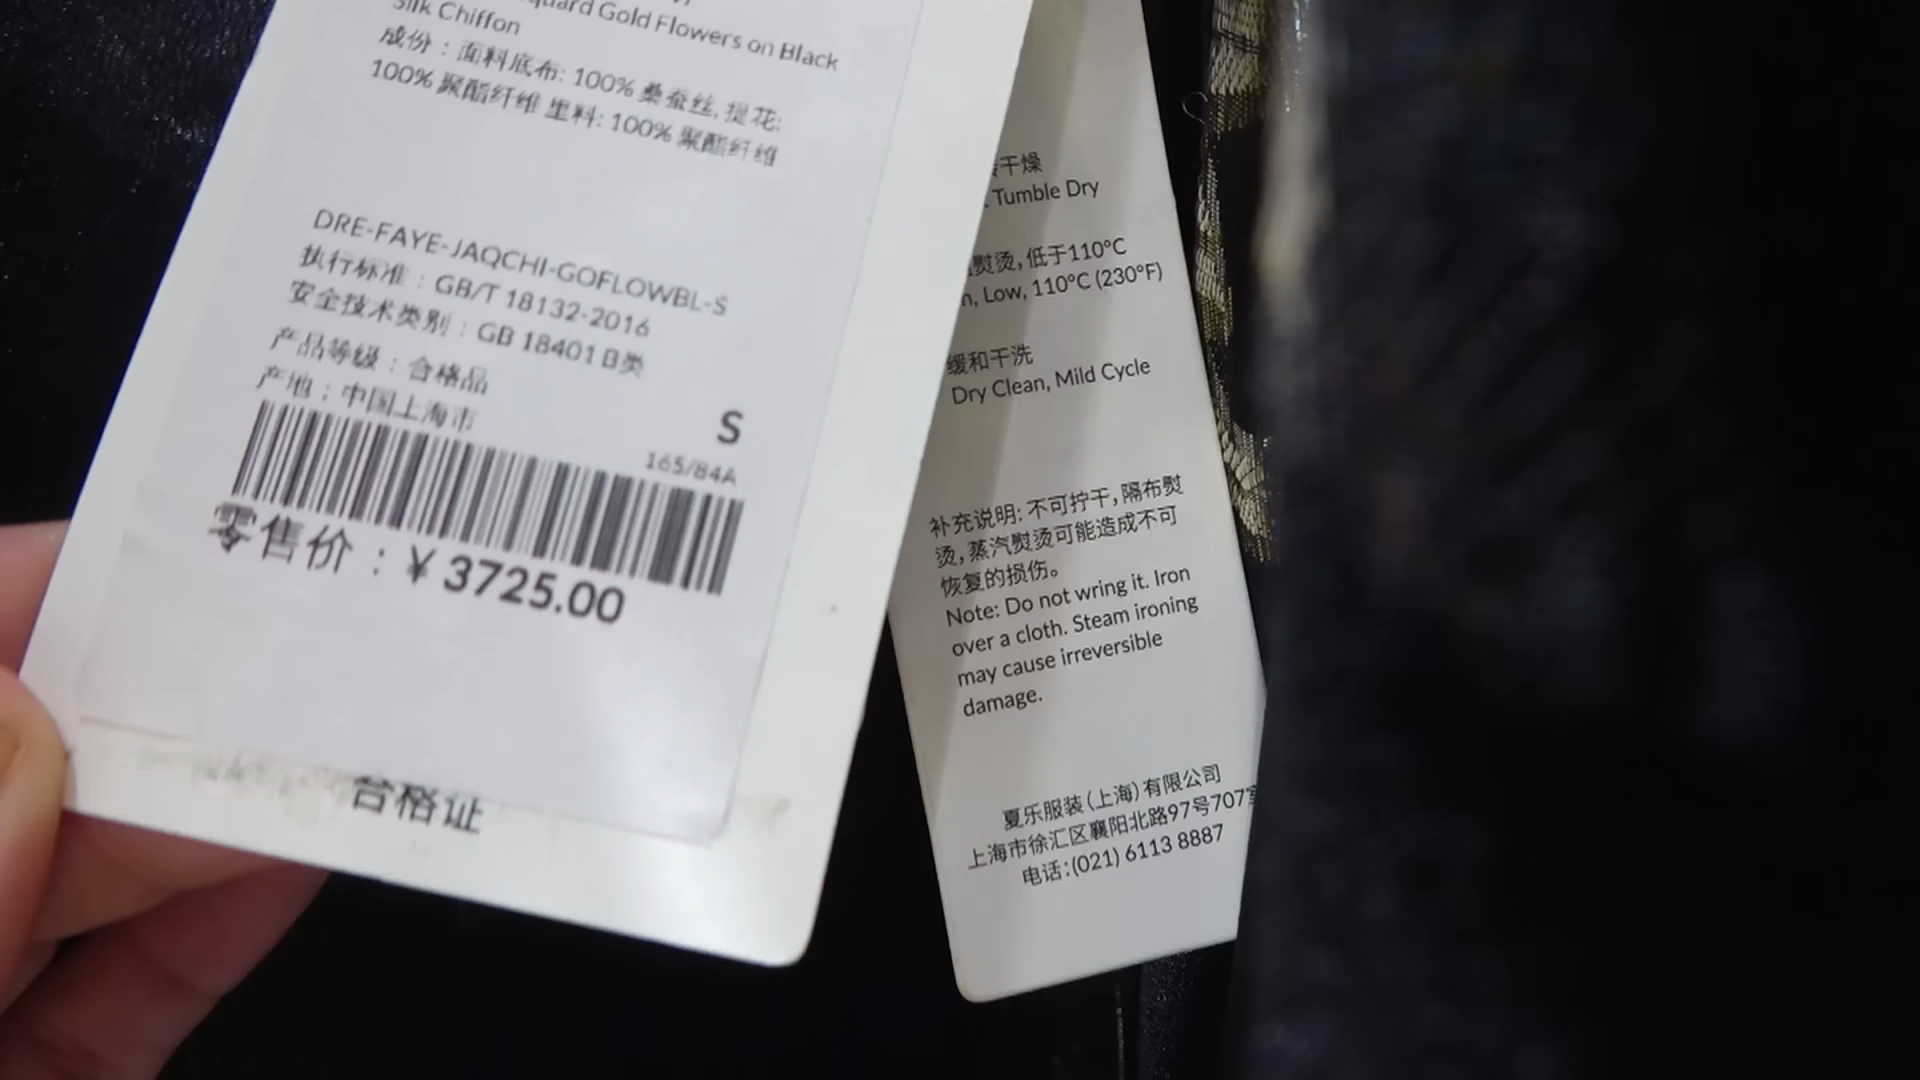 Gold Flowers on Black
Silk Chiffon
成份：面料底布: 100% 桑蚕丝, 提花:
100% 聚酯纤维 里料: 100% 聚酯纤维
DRE-FAYE-JAQCHI-GOFLOWBL-S
执行标准：GB/T 18132-2016
安全技术类别：GB 18401 B类
产品等级：合格品
产地：中国上海市
S
165/84A
零售价：¥ 3725.00
合格证
干燥
Tumble Dry
熨烫, 低于110°C
Low, 110°C (230°F)
缓和干洗
Dry Clean, Mild Cycle
补充说明: 不可拧干, 隔布熨
烫, 蒸汽熨烫可能造成不可
恢复的损伤。
Note: Do not wring it. Iron
over a cloth. Steam ironing
may cause irreversible
damage.
夏乐服装（上海）有限公司
上海市徐汇区襄阳北路97号707室
电话:(021) 6113 8887